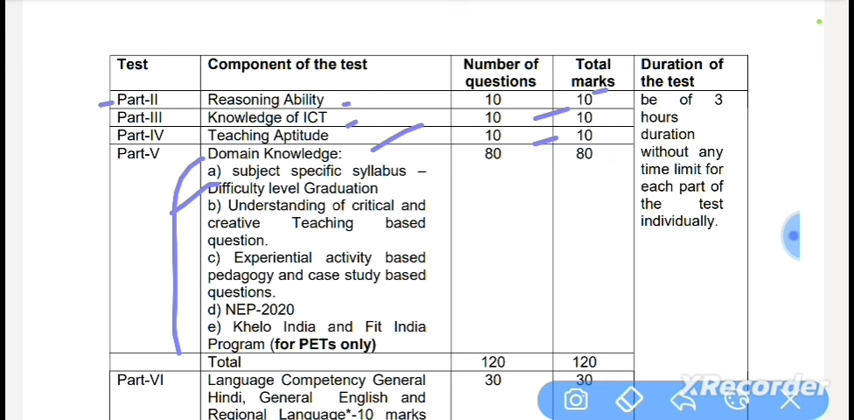 Test Component of the test Number of questions Total marks Duration of the test
Part-II Reasoning Ability 10 10
Part-III Knowledge of ICT 10 10
Part-IV Teaching Aptitude 10 10
Part-V Domain Knowledge: 80 80
a) subject specific syllabus –
Difficulty level Graduation
b) Understanding of critical and
creative Teaching based
question.
c) Experiential activity based
pedagogy and case study based
questions.
d) NEP-2020
e) Khelo India and Fit India
Program (for PETs only)
be of 3
hours
duration
without any
time limit for
each part of
the test
individually.
Total 120 120
Part-VI Language Competency General 30 30
Hindi, General English and
Regional Language*-10 marks
XRecorder